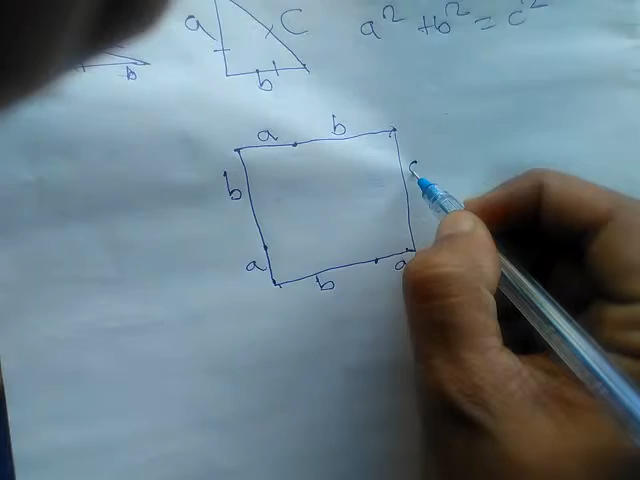 a c a² + b² = c²
b b
a b
b
a b a